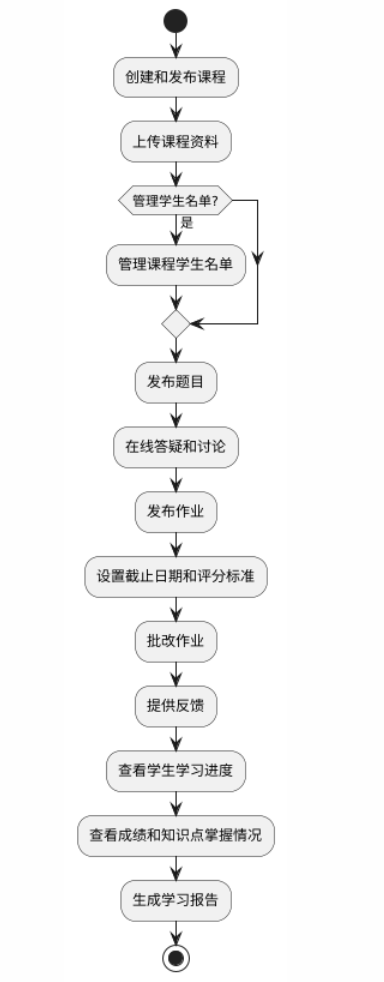 创建和发布课程
上传课程资料
管理学生名单?
是
管理课程学生名单
发布题目
在线答疑和讨论
发布作业
设置截止日期和评分标准
批改作业
提供反馈
查看学生学习进度
查看成绩和知识点掌握情况
生成学习报告